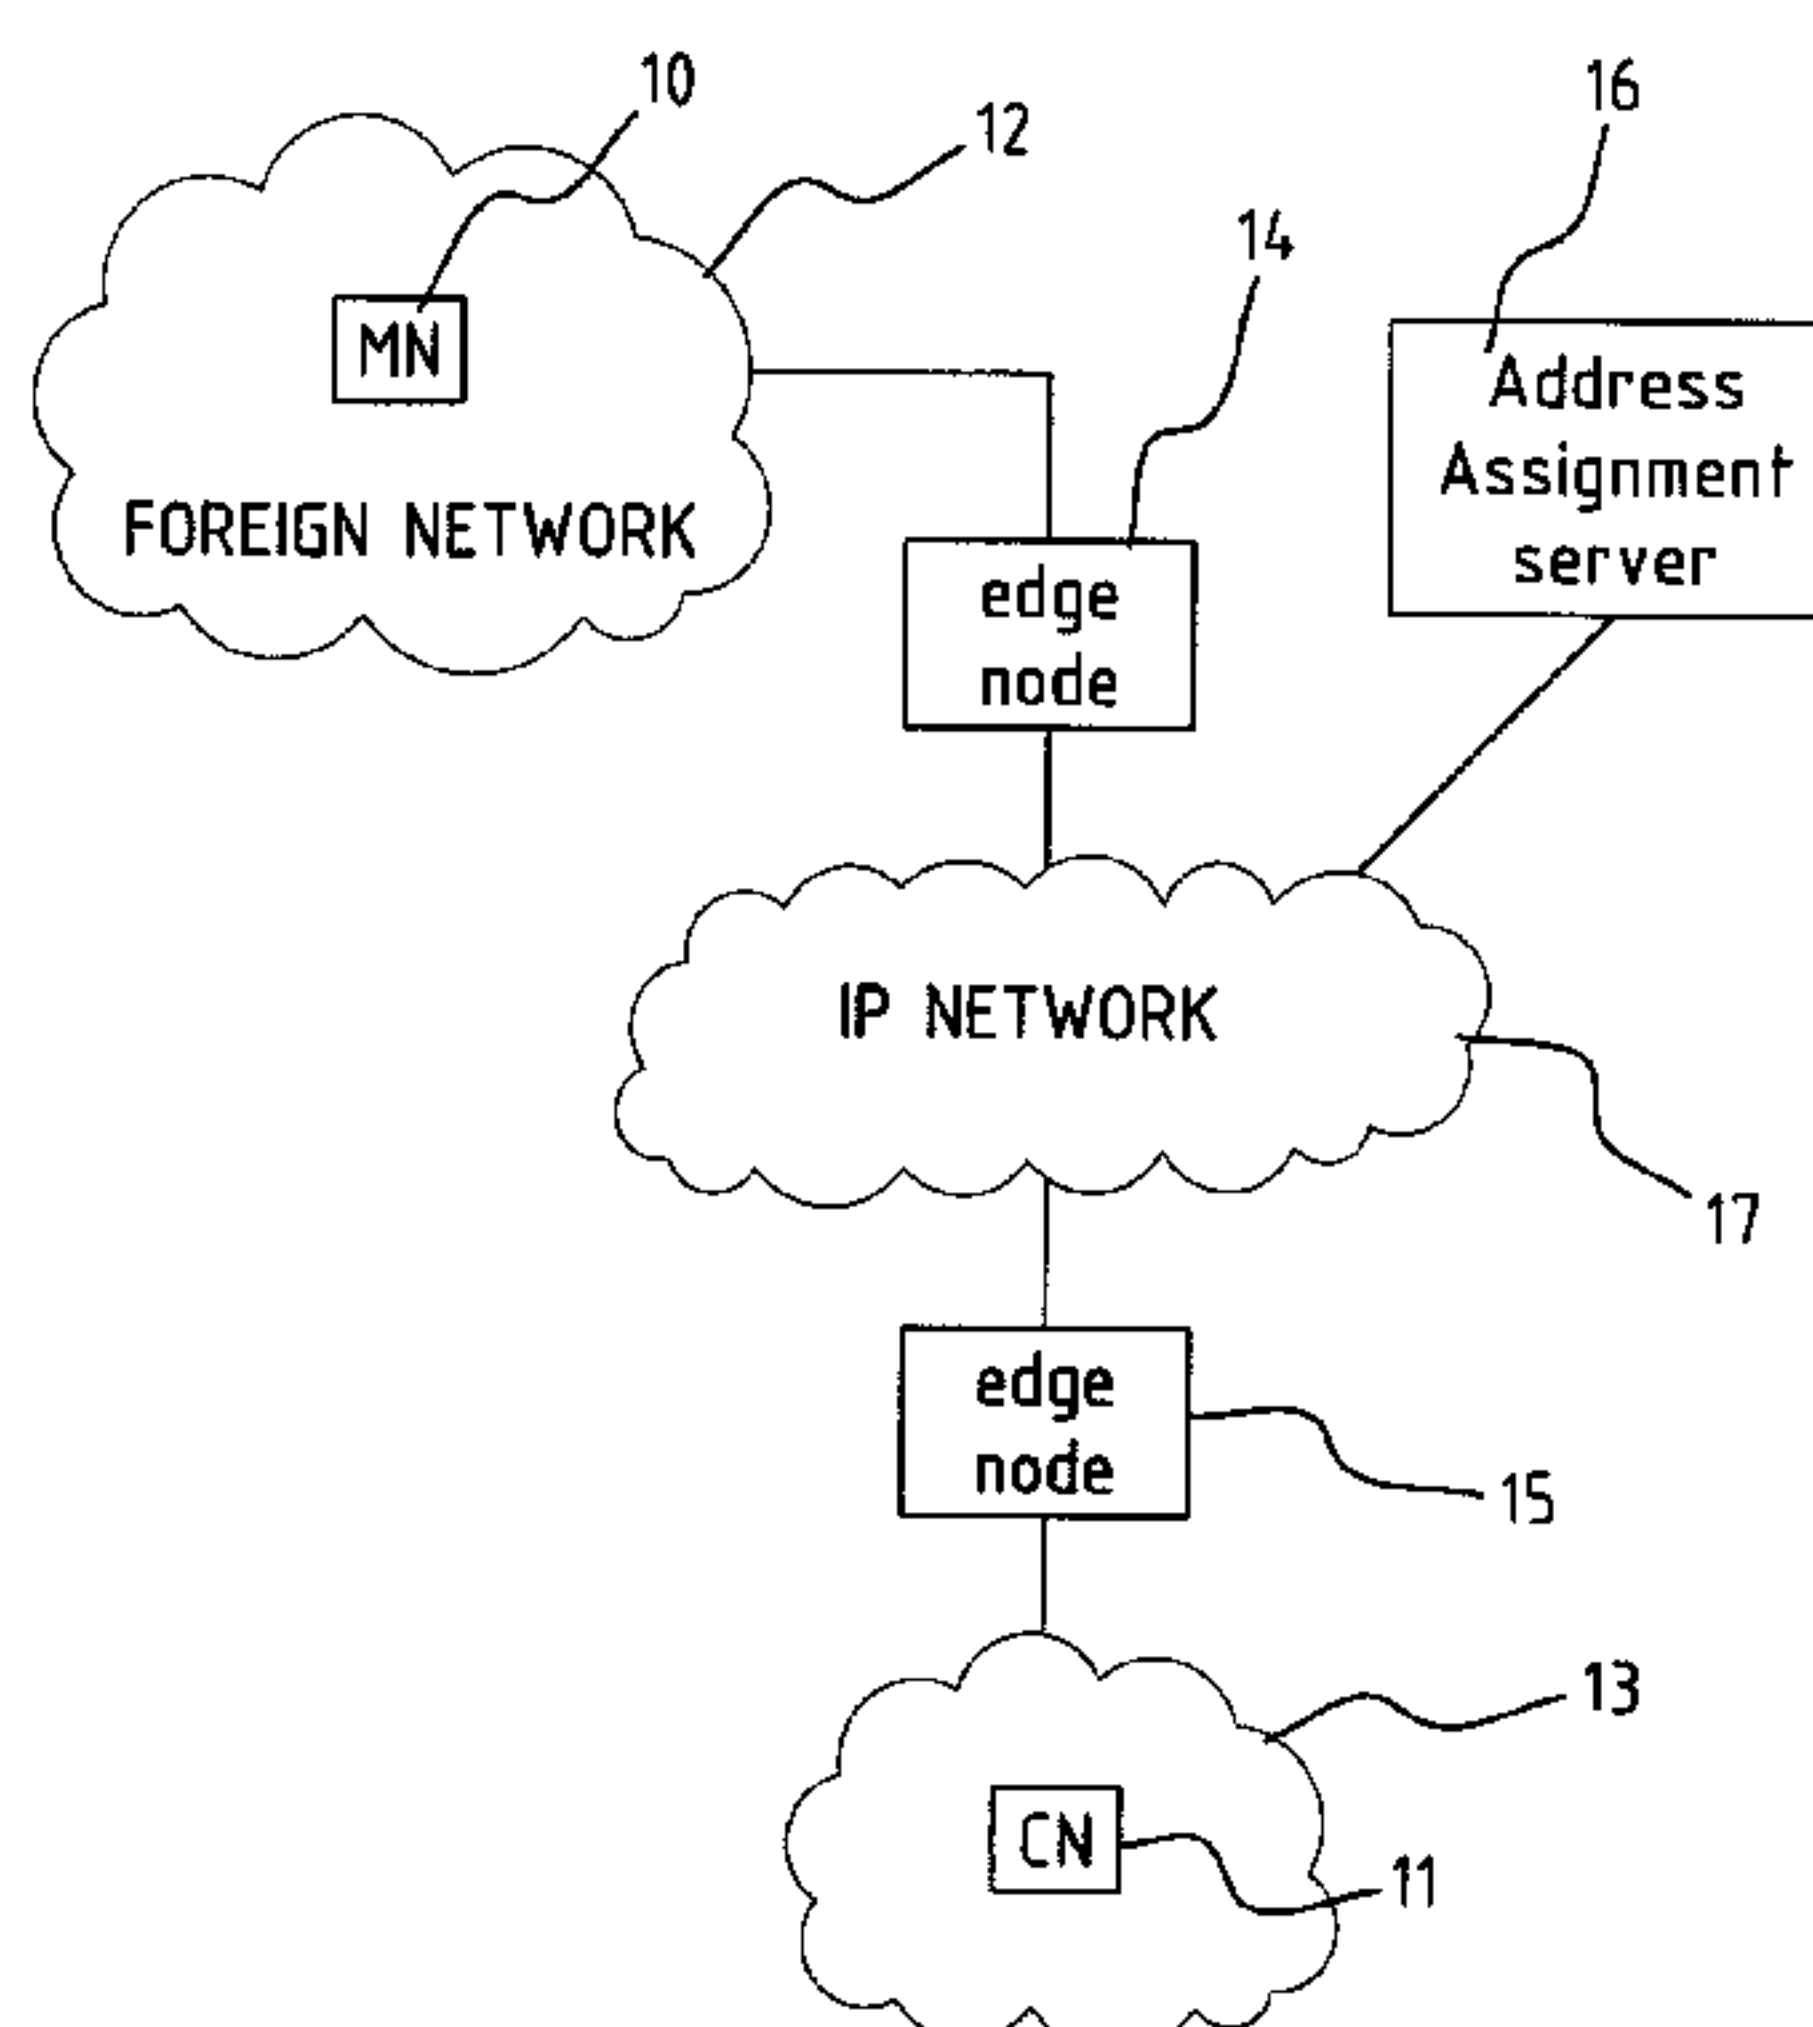 10
12
16
14
MN
Address
Assignment
server
FOREIGN NETWORK
edge
node
IP NETWORK
17
edge
node
15
13
CN
11